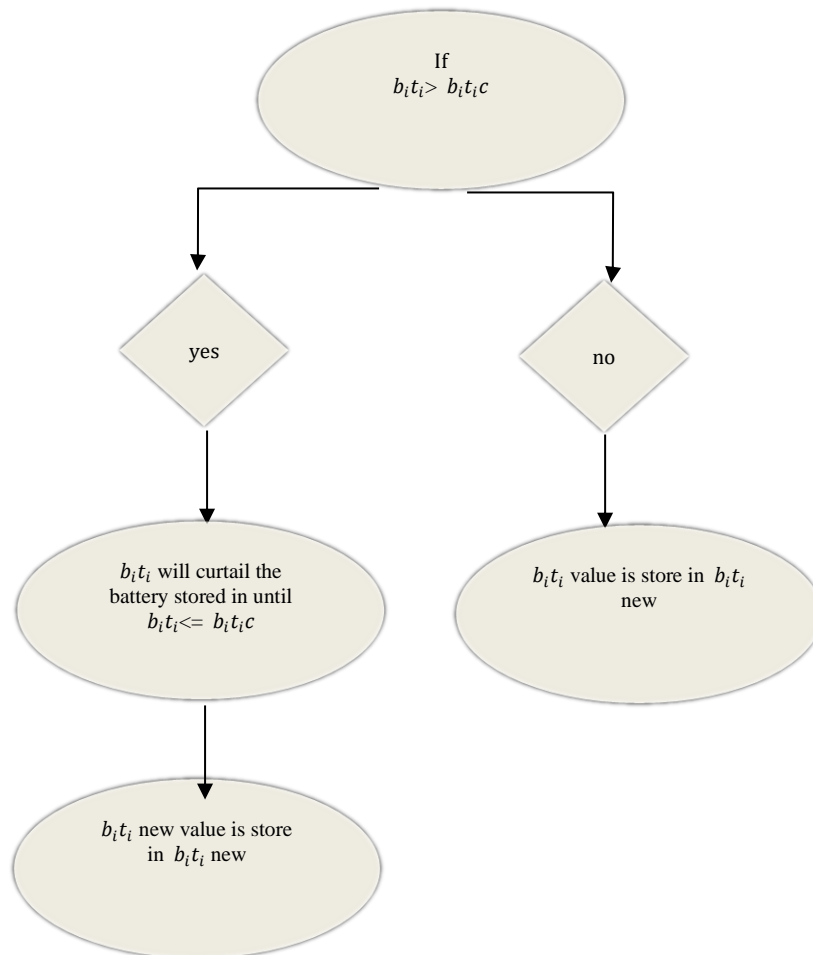 If
b_i t_i > b_i t_i c
yes
no
b_i t_i will curtail the
battery stored in until
b_i t_i <= b_i t_i c
b_i t_i value is store in b_i t_i
new
b_i t_i new value is store
in b_i t_i new